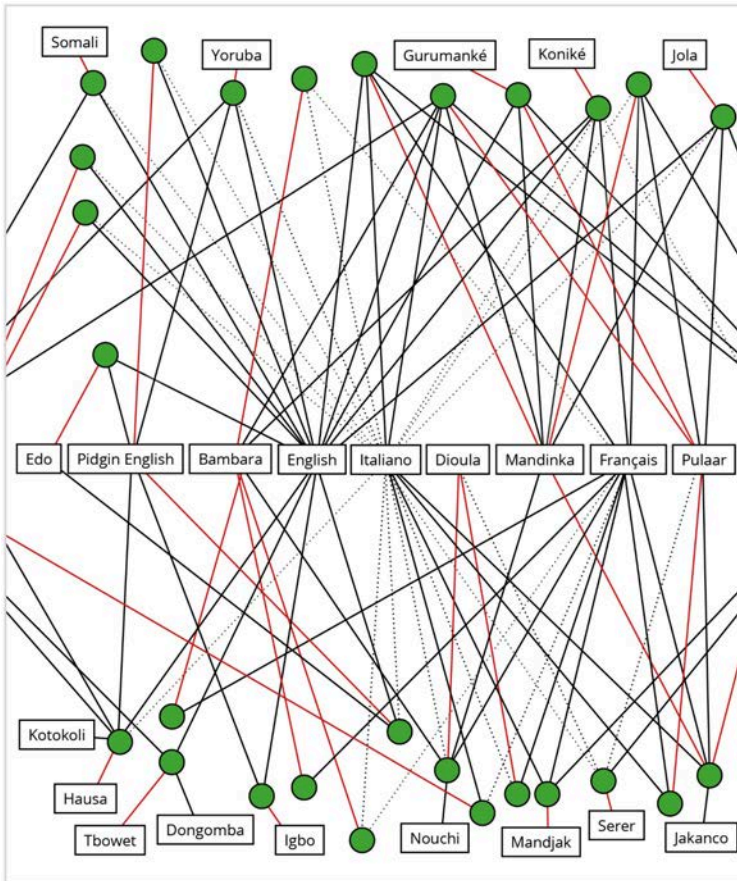 Somali
Yoruba
Gurumanké
Koniké
Jola
Edo
Pidgin English
Bambara
English
Italiano
Dioula
Mandinka
Français
Pulaar
Kotokoli
Hausa
Tbowet
Dongomba
Igbo
Nouchi
Mandjak
Serer
Jakanco